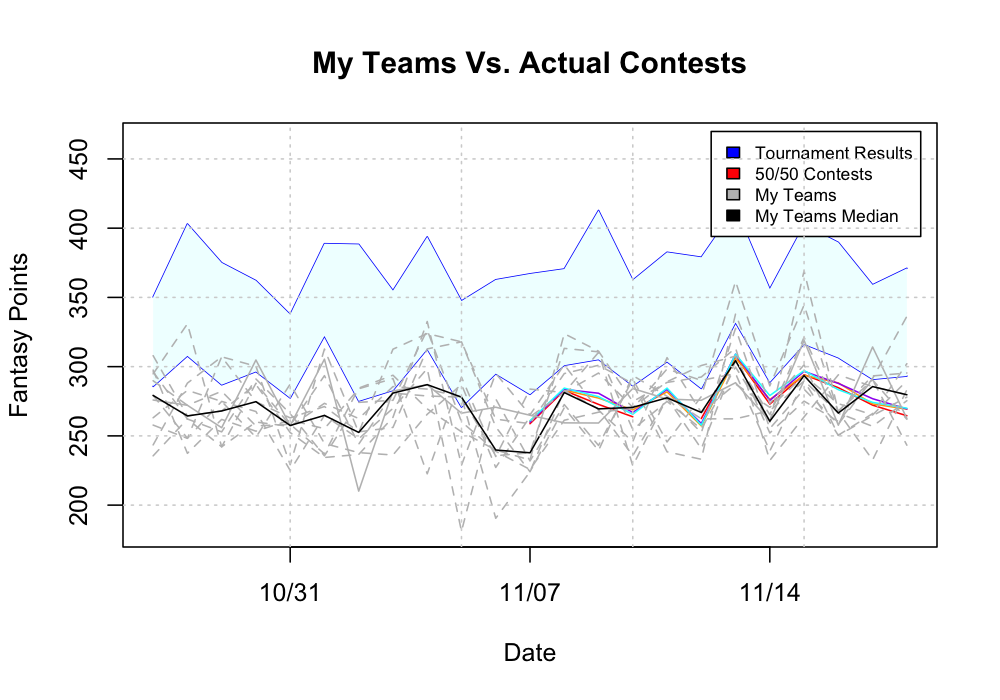 My Teams Vs. Actual Contests
Fantasy Points
450
400
350
300
250
200
Tournament Results
50/50 Contests
My Teams
My Teams Median
10/31
11/07
11/14
Date